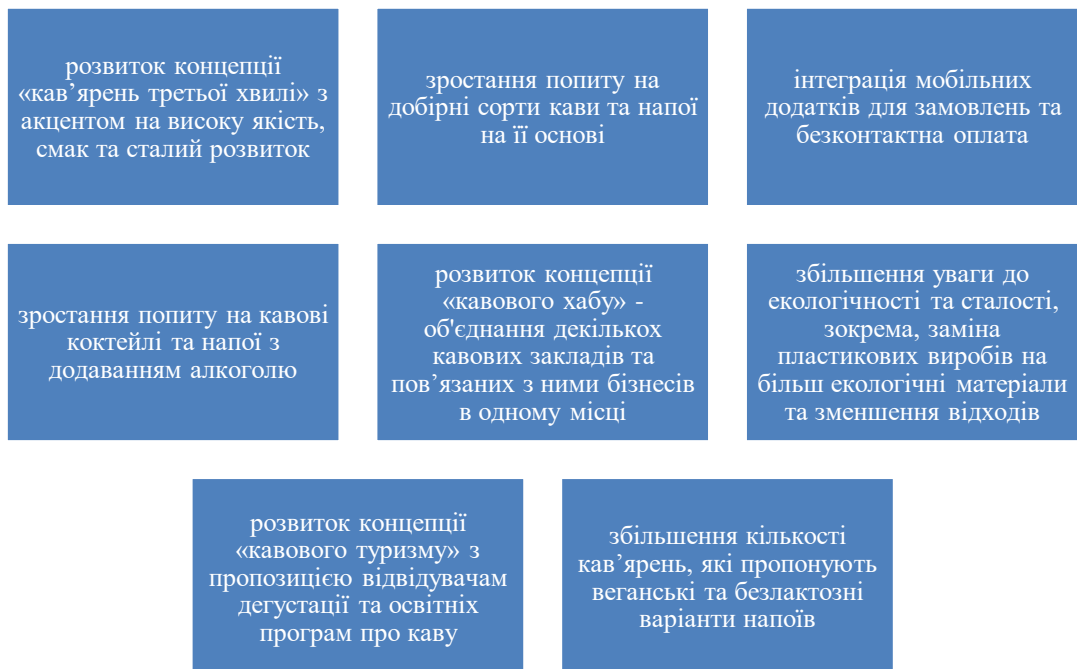 розвиток концепції
«кав’ярень третьої хвилі» з
акцентом на високу якість,
смак та сталий розвиток
зростання попиту на
добірні сорти кави та напої
на її основі
інтеграція мобільних
додатків для замовлень та
безконтактна оплата
зростання попиту на кавові
коктейлі та напої з
додаванням алкоголю
розвиток концепції
«кавового хабу» -
об'єднання декількох
кавових закладів та
пов’язаних з ними бізнесів
в одному місці
збільшення уваги до
екологічності та сталості,
зокрема, заміна
пластикових виробів на
більш екологічні матеріали
та зменшення відходів
розвиток концепції
«кавового туризму» з
пропозицією відвідувачам
дегустації та освітніх
програм про каву
збільшення кількості
кав’ярень, які пропонують
веганські та безлактозні
варіанти напоїв